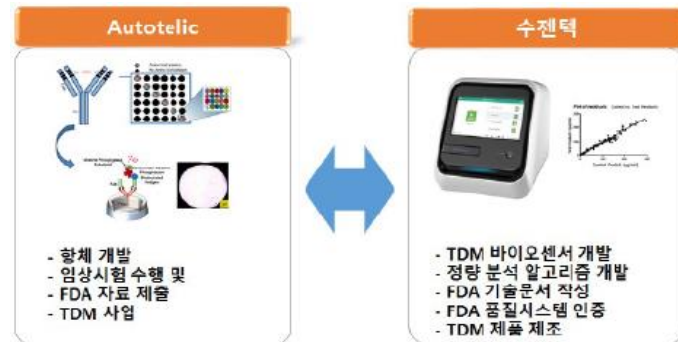 Autotelic
- 항체 개발
- 임상시험 수행 및
- FDA 자료 제출
- TDM 사업
수젠텍
- TDM 바이오센서 개발
- 정량 분석 알고리즘 개발
- FDA 기술문서 작성
- FDA 품질시스템 인증
- TDM 제품 제조